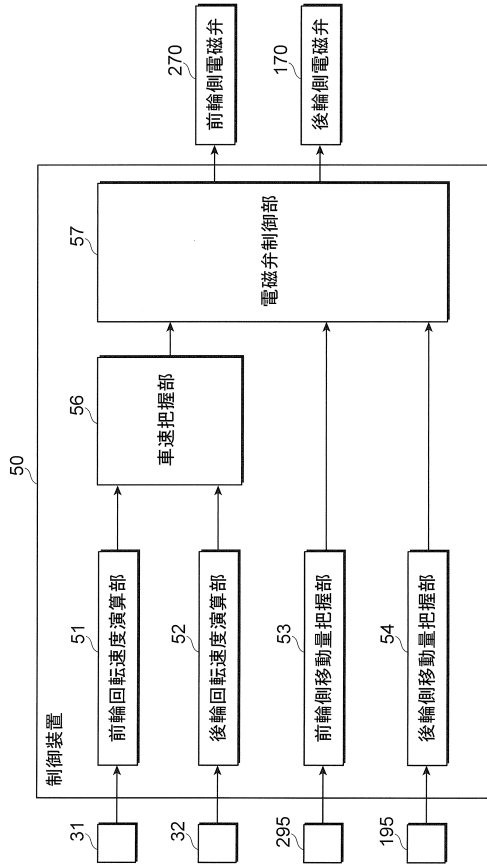 50
制御装置
31
51
前輪回転速度演算部
32
52
後輪回転速度演算部
56
車速把握部
295
53
前輪側移動量把握部
195
54
後輪側移動量把握部
57
電磁弁制御部
270
前輪側電磁弁
170
後輪側電磁弁